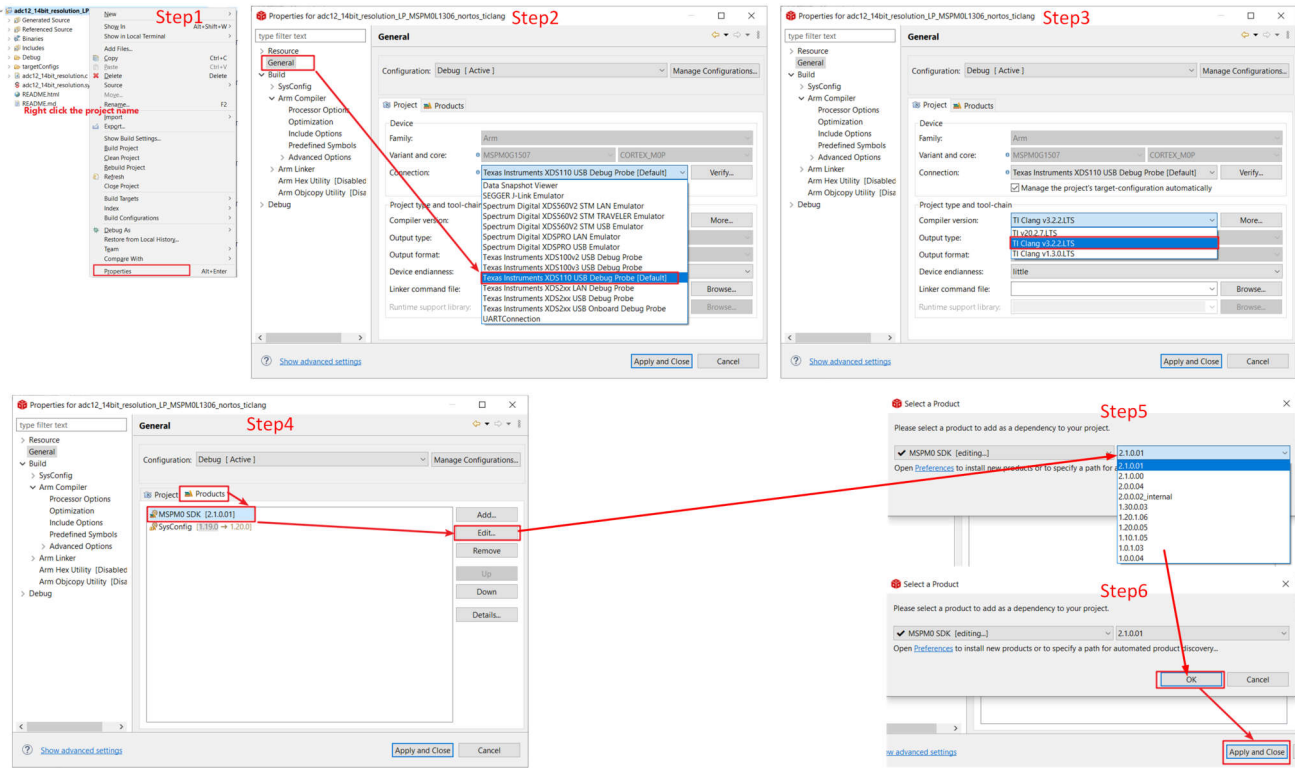 Step1
adc12_14bit_resolution_LP
Generated Source
Referenced Source
Binaries
Includes
Debug
targetConfigs
adc12_14bit_resolution.c
adc12_14bit_resolution.sy
README.html
README.md
Right click the project name
New
Show In Alt+Shift+W >
Show in Local Terminal
Add Files...
Copy Ctrl+C
Paste Ctrl+V
Delete Delete
Source
Move...
Rename... F2
Import
Export...
Show Build Settings...
Build Project
Clean Project
Rebuild Project
Refresh
Close Project
Build Targets
Index
Build Configurations
Debug As
Restore from Local History...
Team
Compare With
Properties Alt+Enter
Properties for adc12_14bit_resolution_LP_MSPM0L1306_nortos_ticlang
Step2
type filter text
General
Resource
General
Build
SysConfig
Arm Compiler
Processor Options
Optimization
Include Options
Predefined Symbols
Advanced Options
Arm Linker
Arm Hex Utility [Disabled
Arm Objcopy Utility [Disa
Debug
Configuration: Debug [ Active ] Manage Configurations...
Project Products
Device
Family: Arm
Variant and core: MSPM0G1507 CORTEX_M0P
Connection: Texas Instruments XDS110 USB Debug Probe [Default] Verify...
Data Snapshot Viewer
SEGGER J-Link Emulator
Spectrum Digital XDS560V2 STM LAN Emulator
Spectrum Digital XDS560V2 STM TRAVELER Emulator
Spectrum Digital XDS560V2 STM USB Emulator
Spectrum Digital XDSPRO LAN Emulator
Spectrum Digital XDSPRO USB Emulator
Texas Instruments XDS100v2 USB Debug Probe
Texas Instruments XDS100v3 USB Debug Probe
Texas Instruments XDS110 USB Debug Probe [Default]
Texas Instruments XDS2xx LAN Debug Probe
Texas Instruments XDS2xx USB Debug Probe
Texas Instruments XDS2xx USB Onboard Debug Probe
UARTConnection
Project type and tool-chain
Compiler version: More...
Output type:
Output format:
Device endianness:
Linker command file: Browse...
Runtime support library: Browse...
Show advanced settings
Apply and Close Cancel
Properties for adc12_14bit_resolution_LP_MSPM0L1306_nortos_ticlang
Step3
type filter text
General
Resource
General
Build
SysConfig
Arm Compiler
Processor Options
Optimization
Include Options
Predefined Symbols
Advanced Options
Arm Linker
Arm Hex Utility [Disabled
Arm Objcopy Utility [Disa
Debug
Configuration: Debug [ Active ] Manage Configurations...
Project Products
Device
Family: Arm
Variant and core: MSPM0G1507 CORTEX_M0P
Connection: Texas Instruments XDS110 USB Debug Probe [Default] Verify...
Manage the project's target-configuration automatically
Project type and tool-chain
Compiler version: TI Clang v3.2.2.LTS More...
TI v20.2.7.LTS
TI Clang v3.2.2.LTS
TI Clang v1.3.0.LTS
Output type:
Output format:
Device endianness: little
Linker command file: Browse...
Runtime support library: Browse...
Show advanced settings
Apply and Close Cancel
Properties for adc12_14bit_resolution_LP_MSPM0L1306_nortos_ticlang
Step4
type filter text
General
Resource
General
Build
SysConfig
Arm Compiler
Processor Options
Optimization
Include Options
Predefined Symbols
Advanced Options
Arm Linker
Arm Hex Utility [Disabled
Arm Objcopy Utility [Disa
Debug
Configuration: Debug [ Active ] Manage Configurations...
Project Products
MSPM0 SDK [2.1.0.01]
SysConfig [1.19.0 → 1.20.0]
Add...
Edit...
Remove
Up
Down
Details...
Show advanced settings
Apply and Close Cancel
Select a Product
Step5
Please select a product to add as a dependency to your project.
MSPM0 SDK [editing...] 2.1.0.01
Open Preferences to install new products or to specify a path for a
2.1.0.01
2.1.0.00
2.0.0.04
2.0.0.02_internal
1.30.0.03
1.20.1.06
1.20.0.05
1.10.1.05
1.0.1.03
1.0.0.04
Select a Product
Step6
Please select a product to add as a dependency to your project.
MSPM0 SDK [editing...] 2.1.0.01
Open Preferences to install new products or to specify a path for automated product discovery...
OK Cancel
w advanced settings
Apply and Close